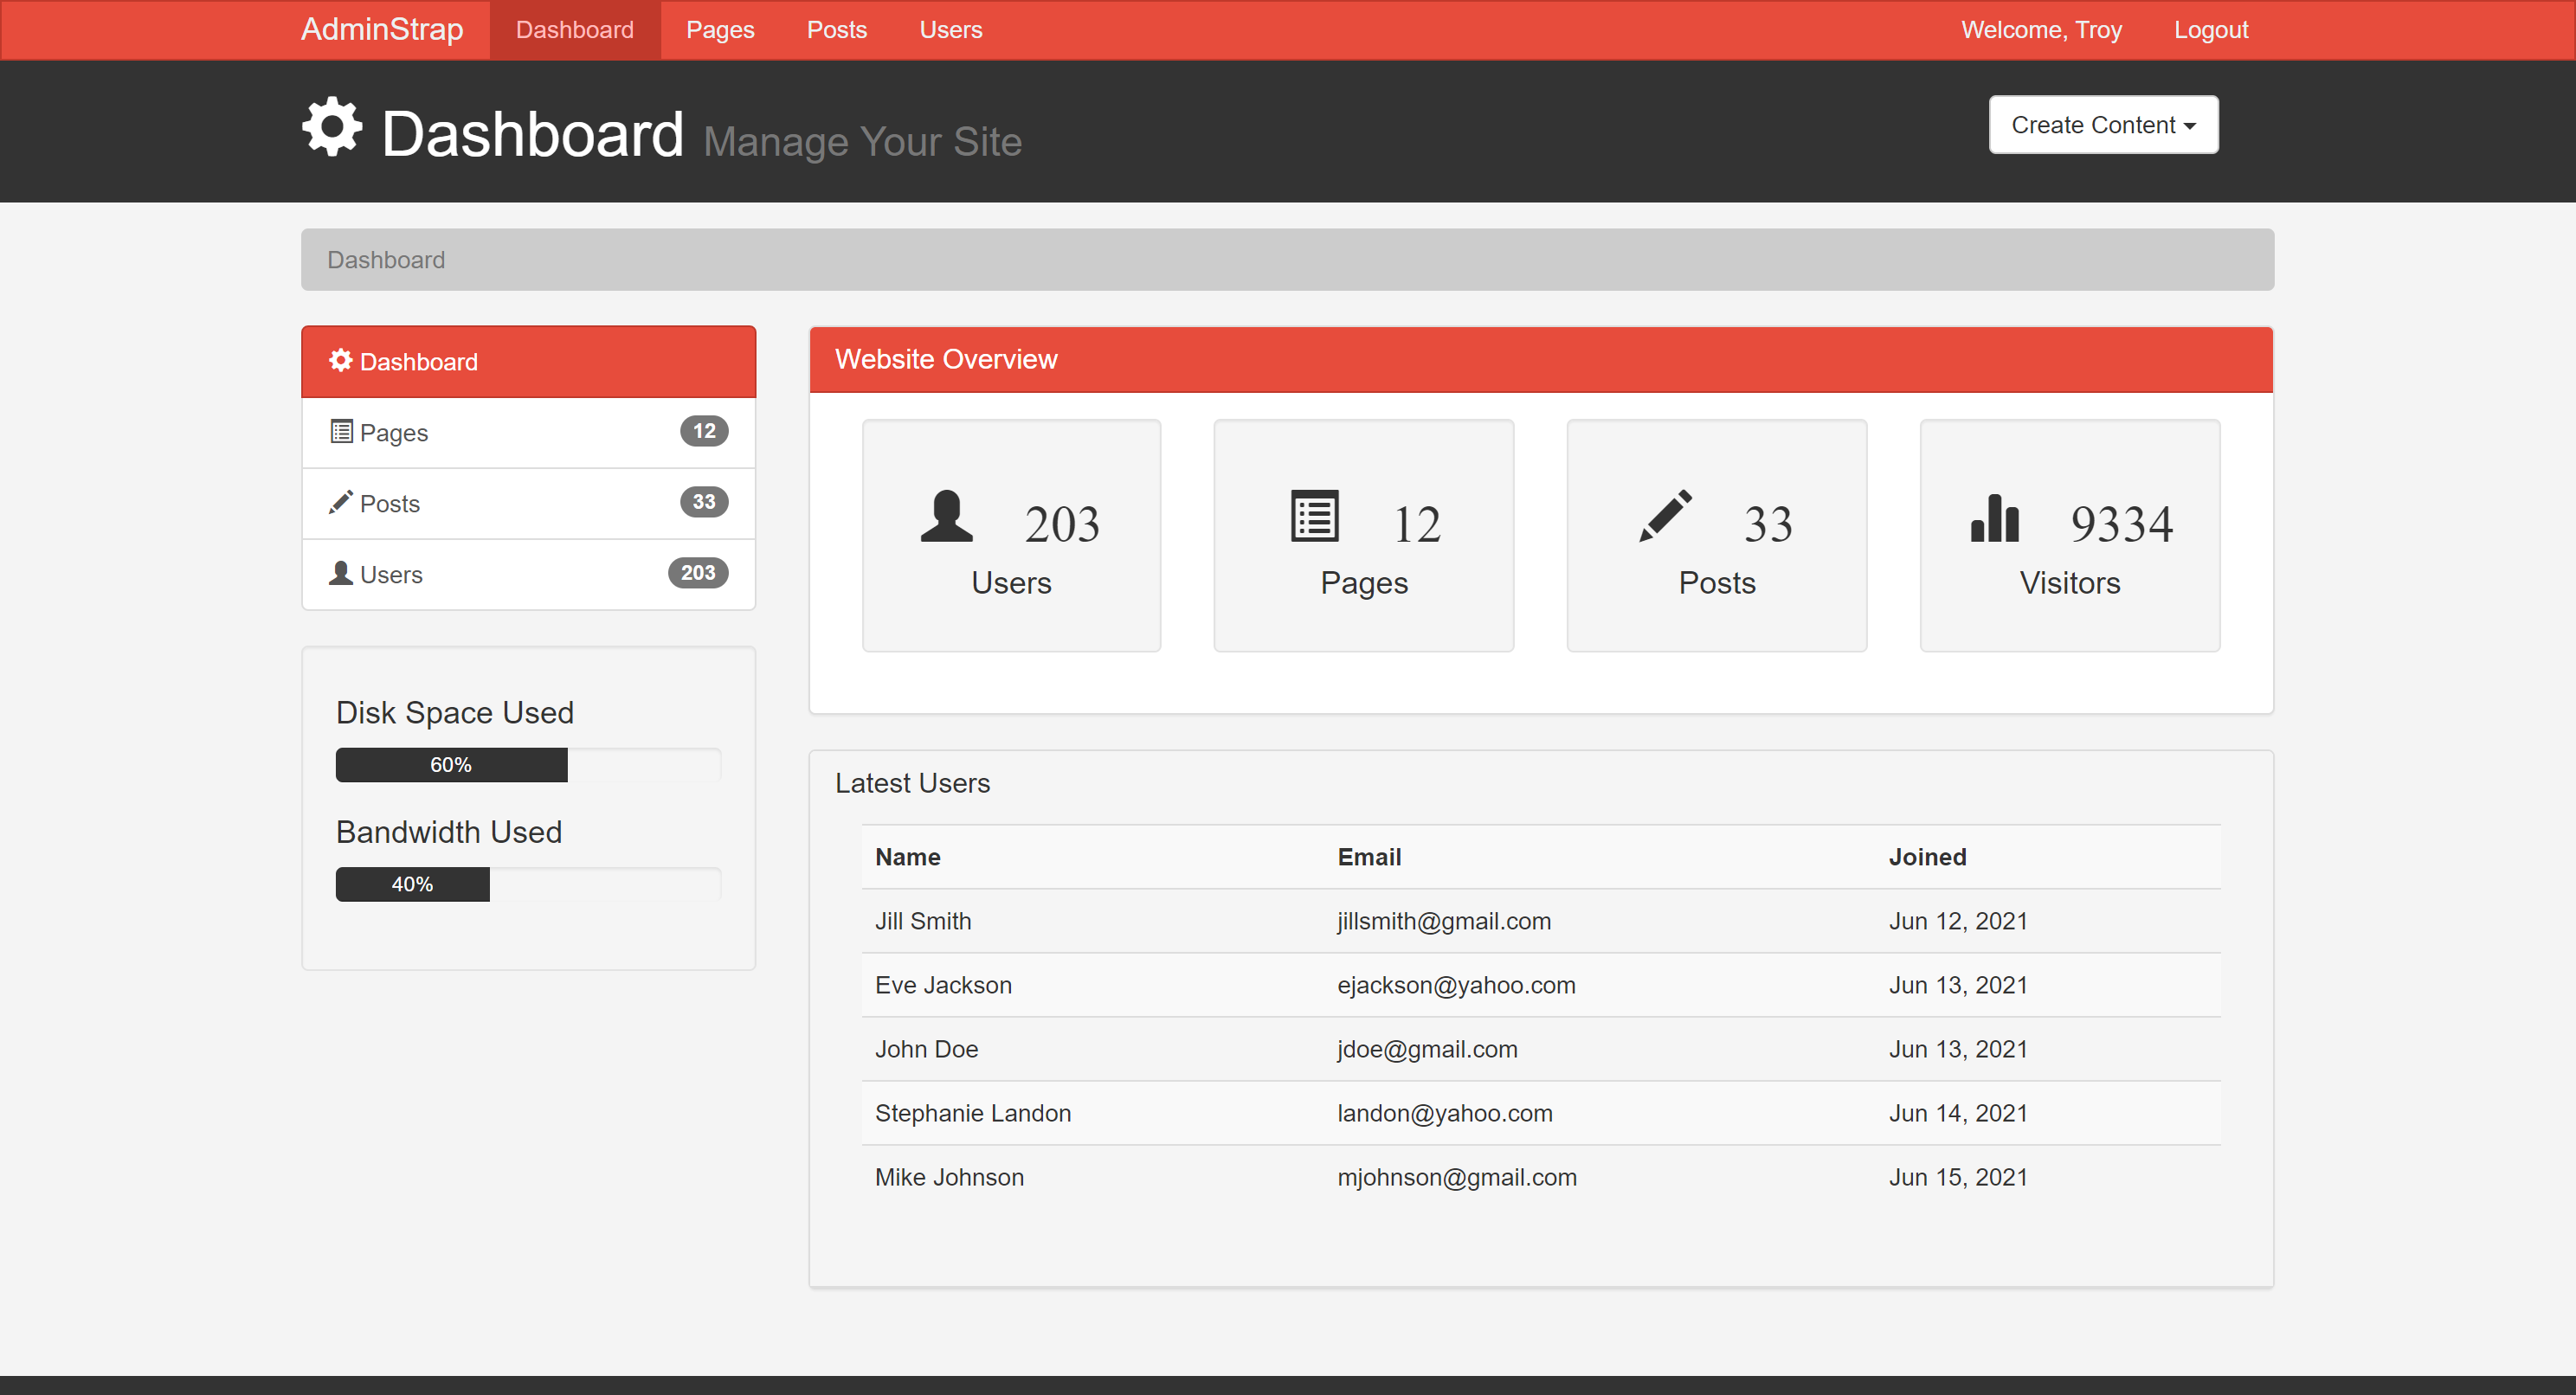 AdminStrap Dashboard Pages Posts Users Welcome, Troy Logout
Dashboard Manage Your Site Create Content
Dashboard
Dashboard
Pages 12
Posts 33
Users 203
Disk Space Used
60%
Bandwidth Used
40%
Website Overview
203 12 33 9334
Users Pages Posts Visitors
Latest Users
Name Email Joined
Jill Smith jillsmith@gmail.com Jun 12, 2021
Eve Jackson ejackson@yahoo.com Jun 13, 2021
John Doe jdoe@gmail.com Jun 13, 2021
Stephanie Landon landon@yahoo.com Jun 14, 2021
Mike Johnson mjohnson@gmail.com Jun 15, 2021